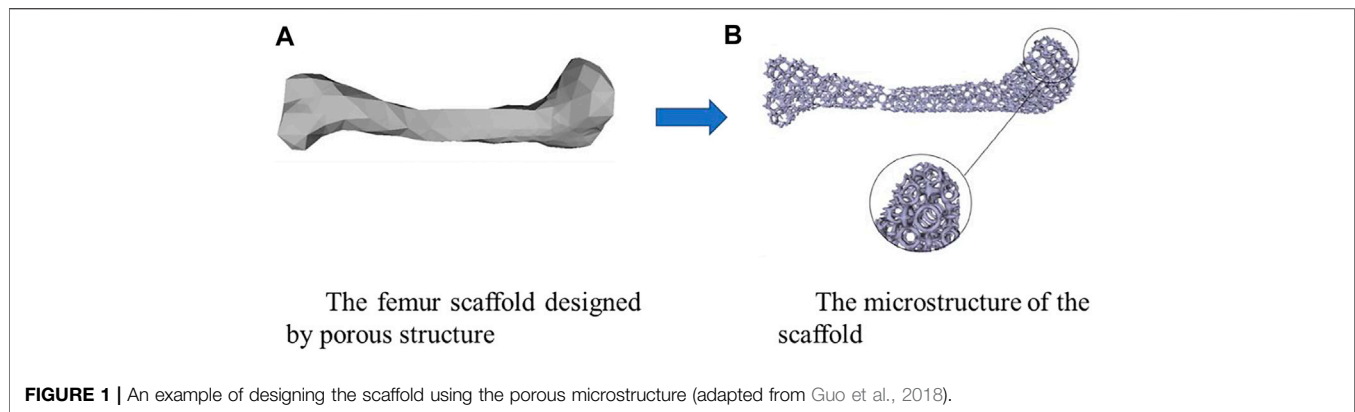 A
B
The femur scaffold designed
by porous structure
The microstructure of the
scaffold
FIGURE 1 | An example of designing the scaffold using the porous microstructure (adapted from Guo et al., 2018).